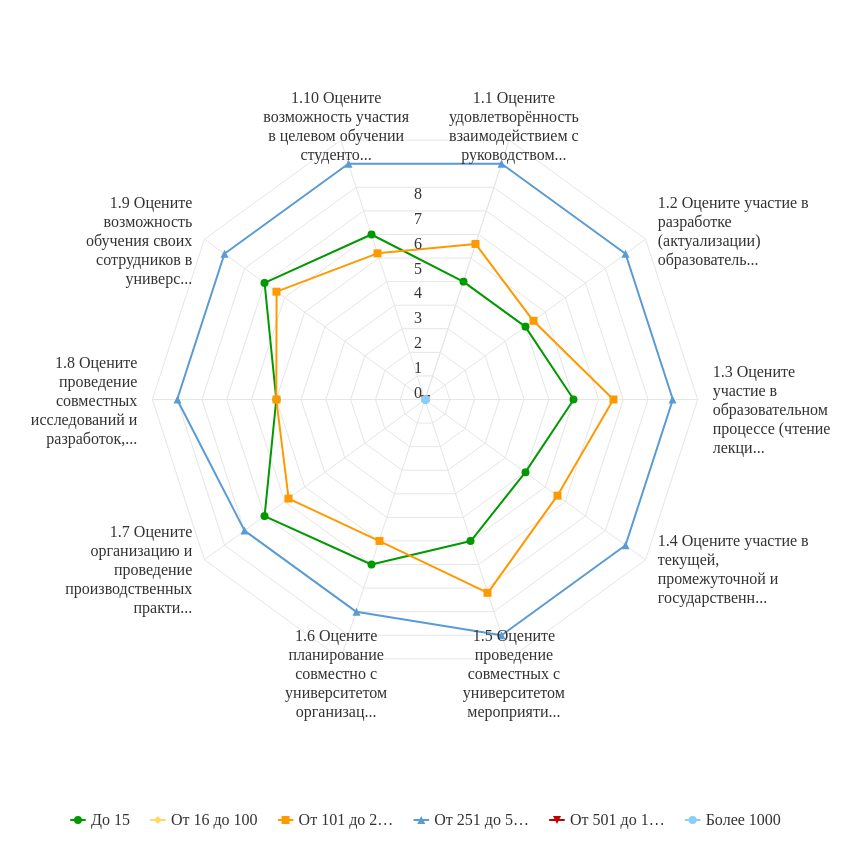 1.10 Оцените
возможность участия
в целевом обучении
студенто...
1.1 Оцените
удовлетворённость
взаимодействием с
руководством...
1.2 Оцените участие в
разработке
(актуализации)
образователь...
1.3 Оцените
участие в
образовательном
процессе (чтение
лекци...
1.4 Оцените участие в
текущей,
промежуточной и
государственн...
1.5 Оцените
проведение
совместных с
университетом
мероприяти...
1.6 Оцените
планирование
совместно с
университетом
организац...
1.7 Оцените
организацию и
проведение
производственных
практи...
1.8 Оцените
проведение
совместных
исследований и
разработок,...
1.9 Оцените
возможность
обучения своих
сотрудников в
универс...
8
7
6
5
4
3
2
1
0
До 15
От 16 до 100
От 101 до 2...
От 251 до 5...
От 501 до 1...
Более 1000